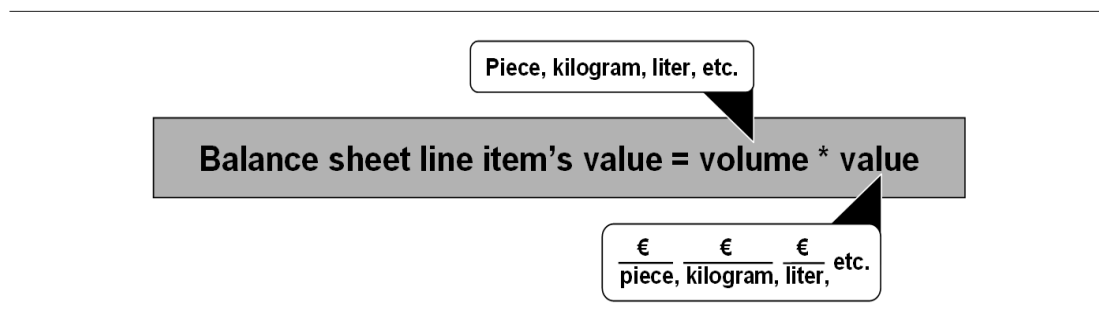 Piece, kilogram, liter, etc.
Balance sheet line item’s value = volume * value
€ € €
piece, kilogram, liter, etc.